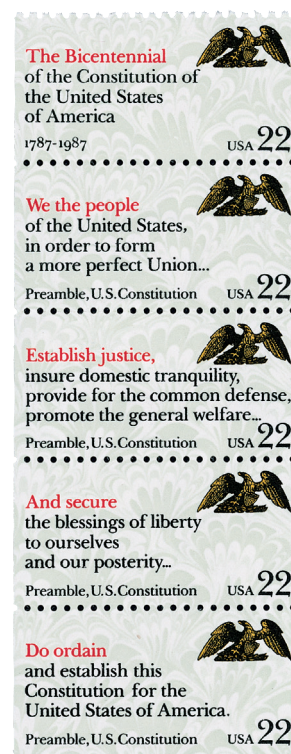 The Bicentennial
of the Constitution of
the United States
of America
1787-1987 USA 22
We the people
of the United States,
in order to form
a more perfect Union...
Preamble, U.S. Constitution USA 22
Establish justice,
insure domestic tranquility,
provide for the common defense,
promote the general welfare...
Preamble, U.S. Constitution USA 22
And secure
the blessings of liberty
to ourselves
and our posterity...
Preamble, U.S. Constitution USA 22
Do ordain
and establish this
Constitution for the
United States of America.
Preamble, U.S. Constitution USA 22